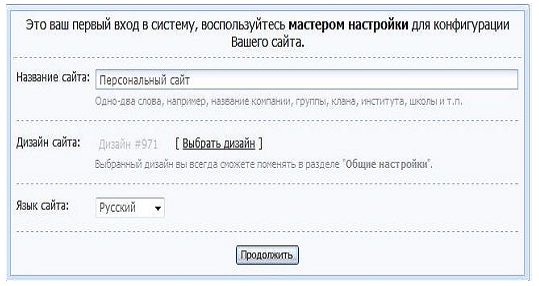 Это ваш первый вход в систему, воспользуйтесь мастером настройки для конфигурации
Вашего сайта.
Название сайта: Персональный сайт
Одно-два слова, например, название компании, группы, клана, института, школы и т.п.
Дизайн сайта: Дизайн #971 [ Выбрать дизайн ]
Выбранный дизайн вы всегда сможете поменять в разделе "Общие настройки".
Язык сайта: Русский
Продолжить